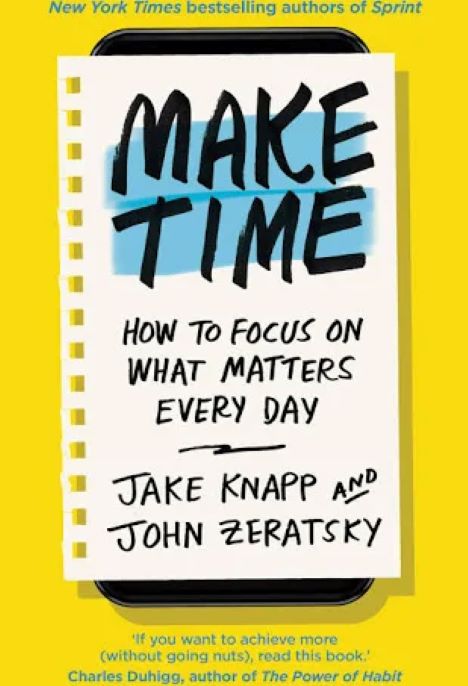 New York Times bestselling authors of Sprint
MAKE
TIME
HOW TO FOCUS ON
WHAT MATTERS
EVERY DAY
JAKE KNAPP AND
JOHN ZERATSKY
'If you want to achieve more
(without going nuts), read this book.'
Charles Duhigg, author of The Power of Habit